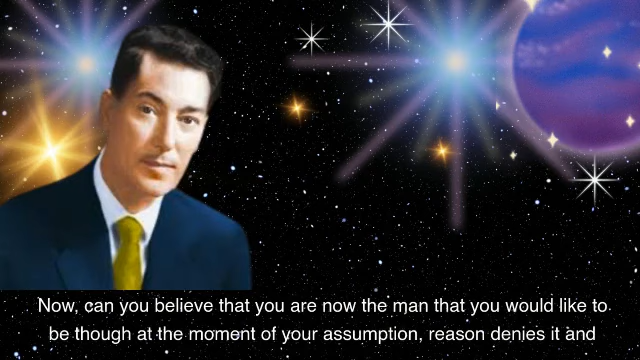 Now, can you believe that you are now the man that you would like to
be though at the moment of your assumption, reason denies it and